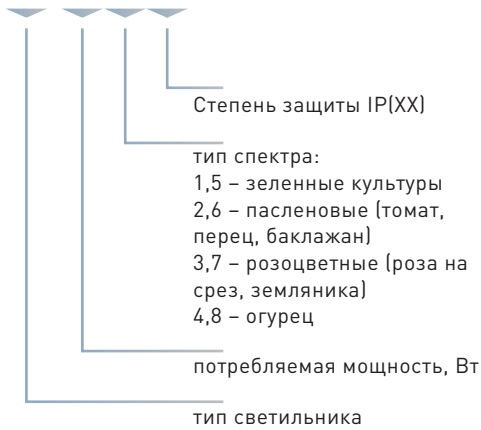 Степень защиты IP(XX)
тип спектра:
1,5 – зеленные культуры
2,6 – пасленовые (томат,
перец, баклажан)
3,7 – розоцветные (роза на
срез, земляника)
4,8 – огурец
потребляемая мощность, Вт
тип светильника